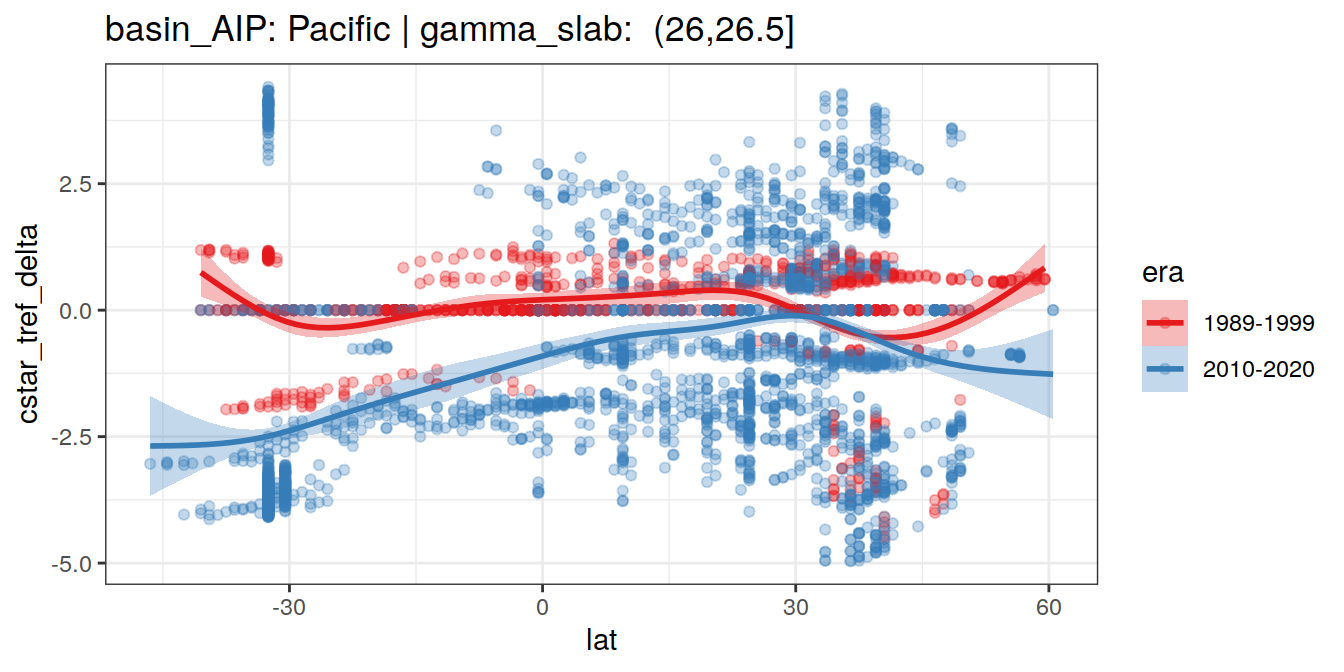 basin_AIP: Pacific | gamma_slab:  (26,26.5]
cstar_tref_delta
2.5
0.0
-2.5
-5.0
-30
0
30
60
lat
era
1989-1999
2010-2020